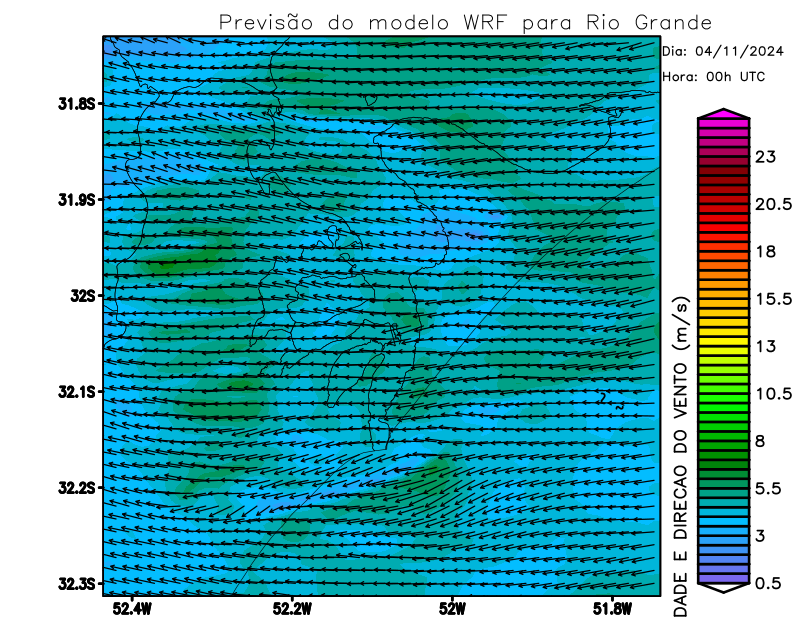 Previsão do modelo WRF para Rio Grande
Dia: 04/11/2024
Hora: 00h UTC
31.8S
31.9S
32S
32.1S
32.2S
32.3S
52.4W
52.2W
52W
51.8W
DADE E DIRECAO DO VENTO (m/s)
23
20.5
18
15.5
13
10.5
8
5.5
3
0.5